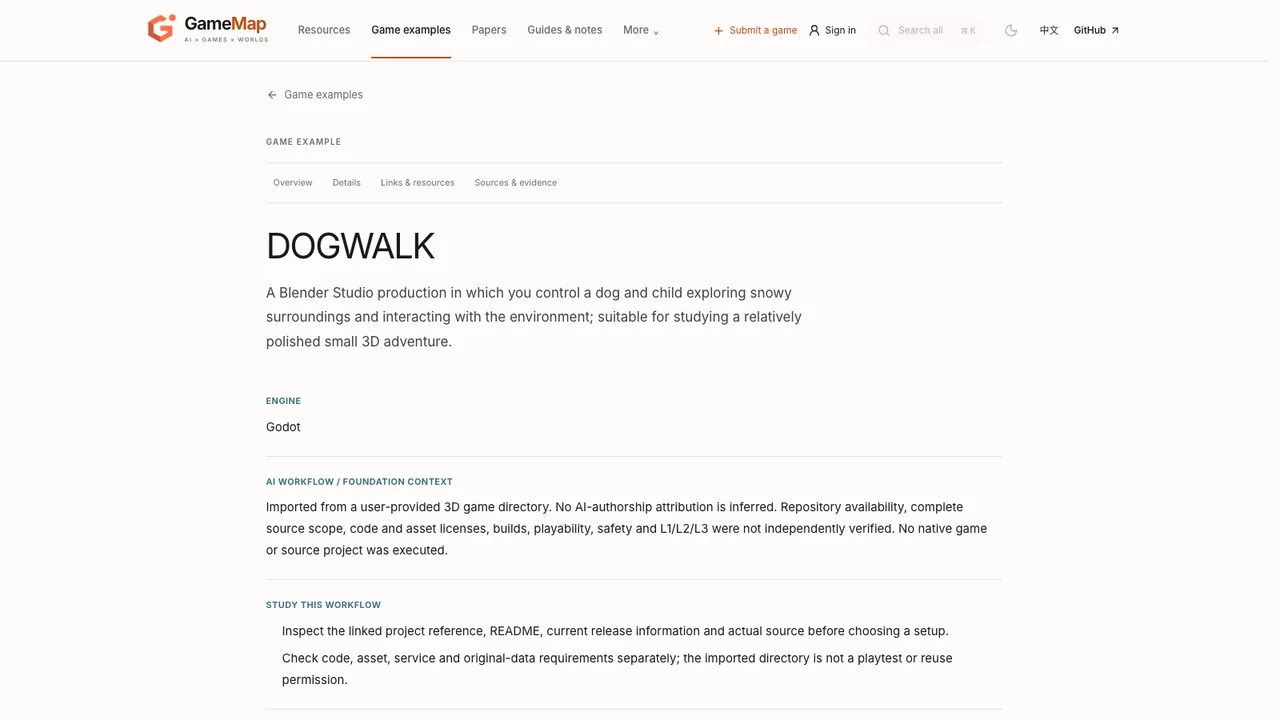 GameMap
AI × GAMES × WORLDS
Resources
Game examples
Papers
Guides & notes
More
+ Submit a game
Sign in
Search all
⌘ K
中文
GitHub ↗
← Game examples
GAME EXAMPLE
Overview
Details
Links & resources
Sources & evidence
DOGWALK
A Blender Studio production in which you control a dog and child exploring snowy
surroundings and interacting with the environment; suitable for studying a relatively
polished small 3D adventure.
ENGINE
Godot
AI WORKFLOW / FOUNDATION CONTEXT
Imported from a user-provided 3D game directory. No AI-authorship attribution is inferred. Repository availability, complete
source scope, code and asset licenses, builds, playability, safety and L1/L2/L3 were not independently verified. No native game
or source project was executed.
STUDY THIS WORKFLOW
Inspect the linked project reference, README, current release information and actual source before choosing a setup.
Check code, asset, service and original-data requirements separately; the imported directory is not a playtest or reuse
permission.